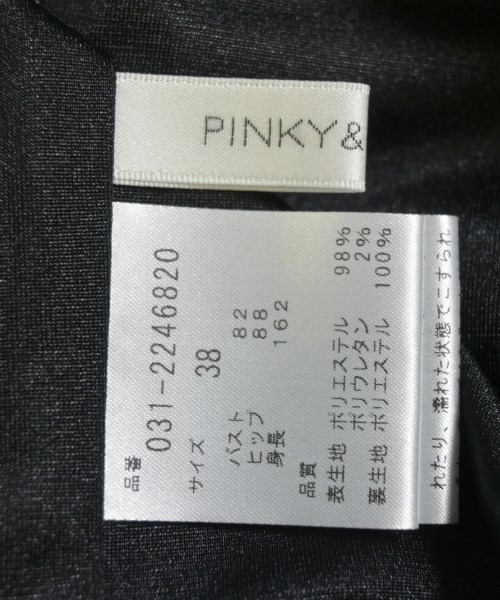 PINKY&
品番 031-2246820
サイズ 38
バスト 82
ヒップ 88
身長 162
品質
表生地 ポリエステル 98%
ポリウレタン 2%
裏生地 ポリエステル 100%
れたり、濡れた状態でこすられ